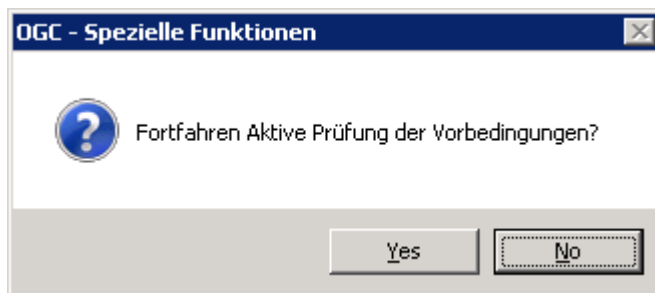 OGC - Spezielle Funktionen
Fortfahren Aktive Prüfung der Vorbedingungen?
Yes No